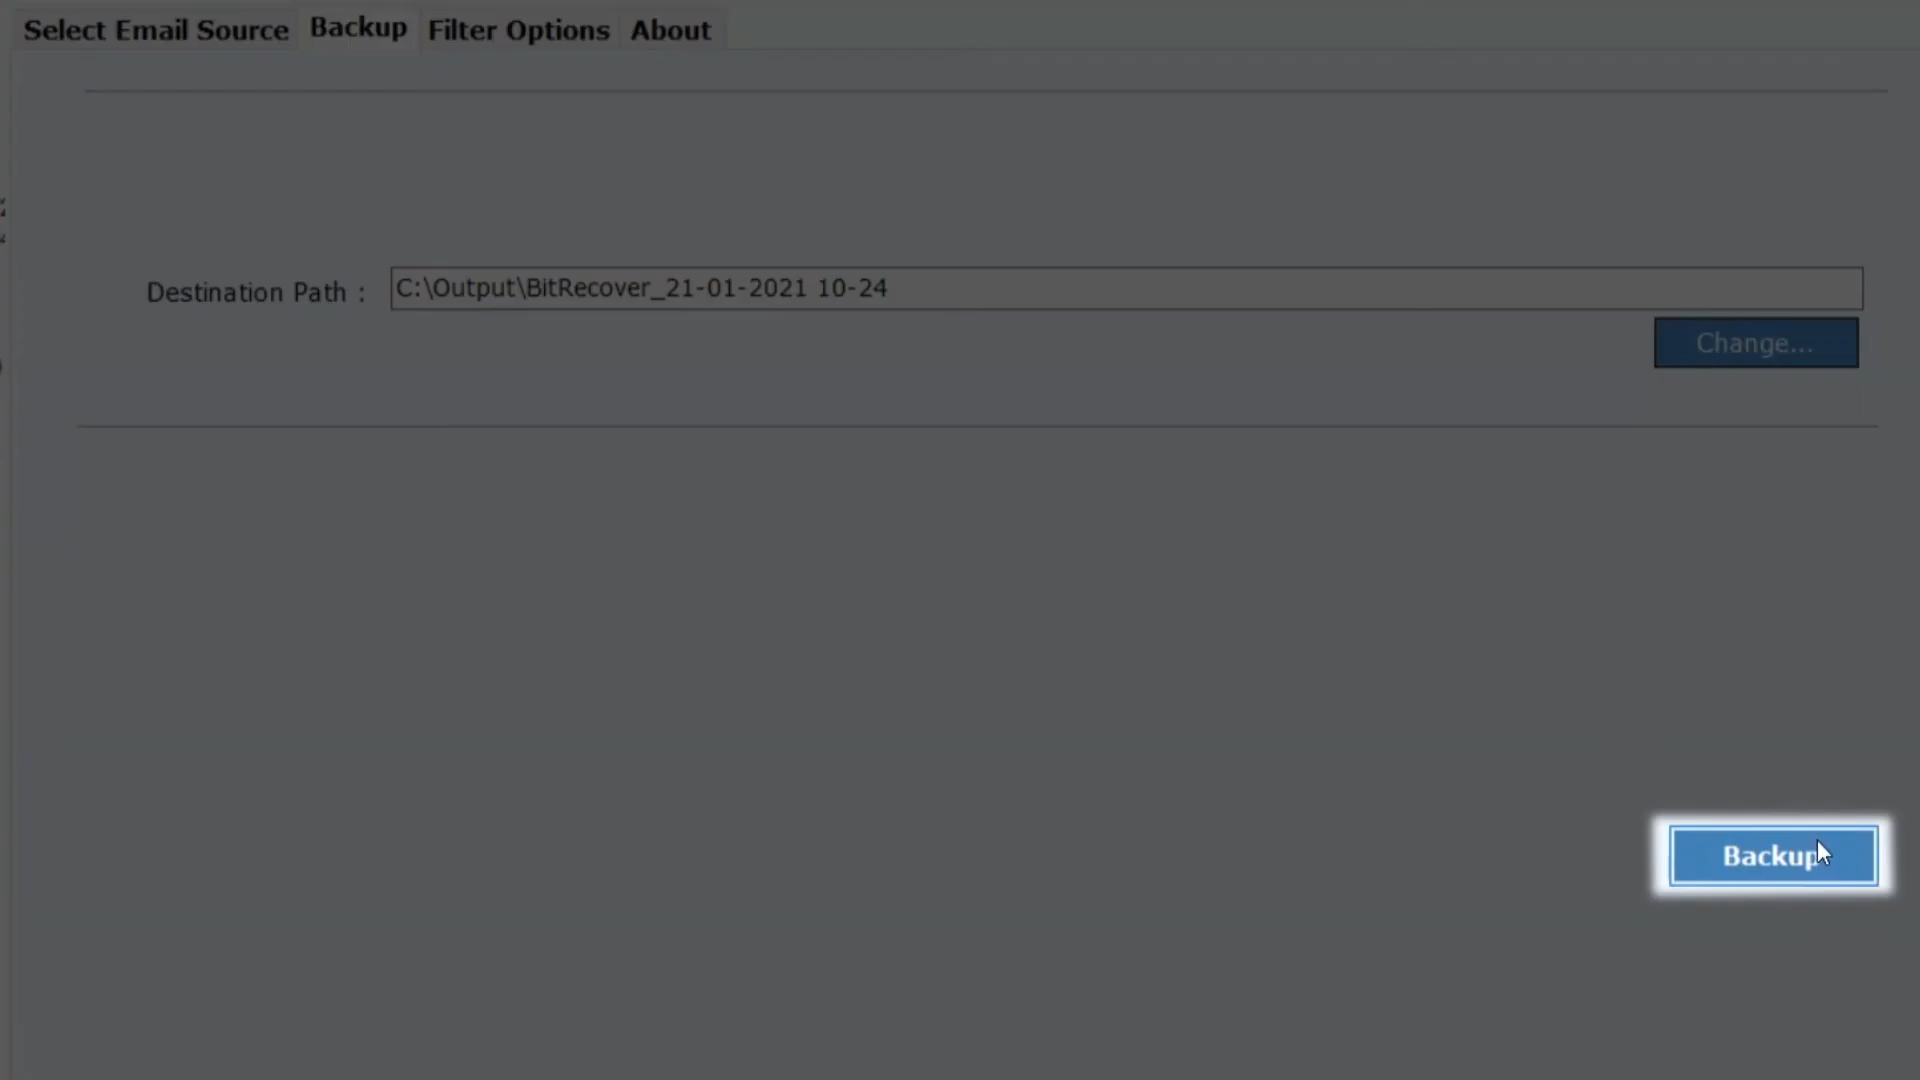 Select Email Source Backup Filter Options About
Destination Path : C:\Output\BitRecover_21-01-2021 10-24
Change...
Backup